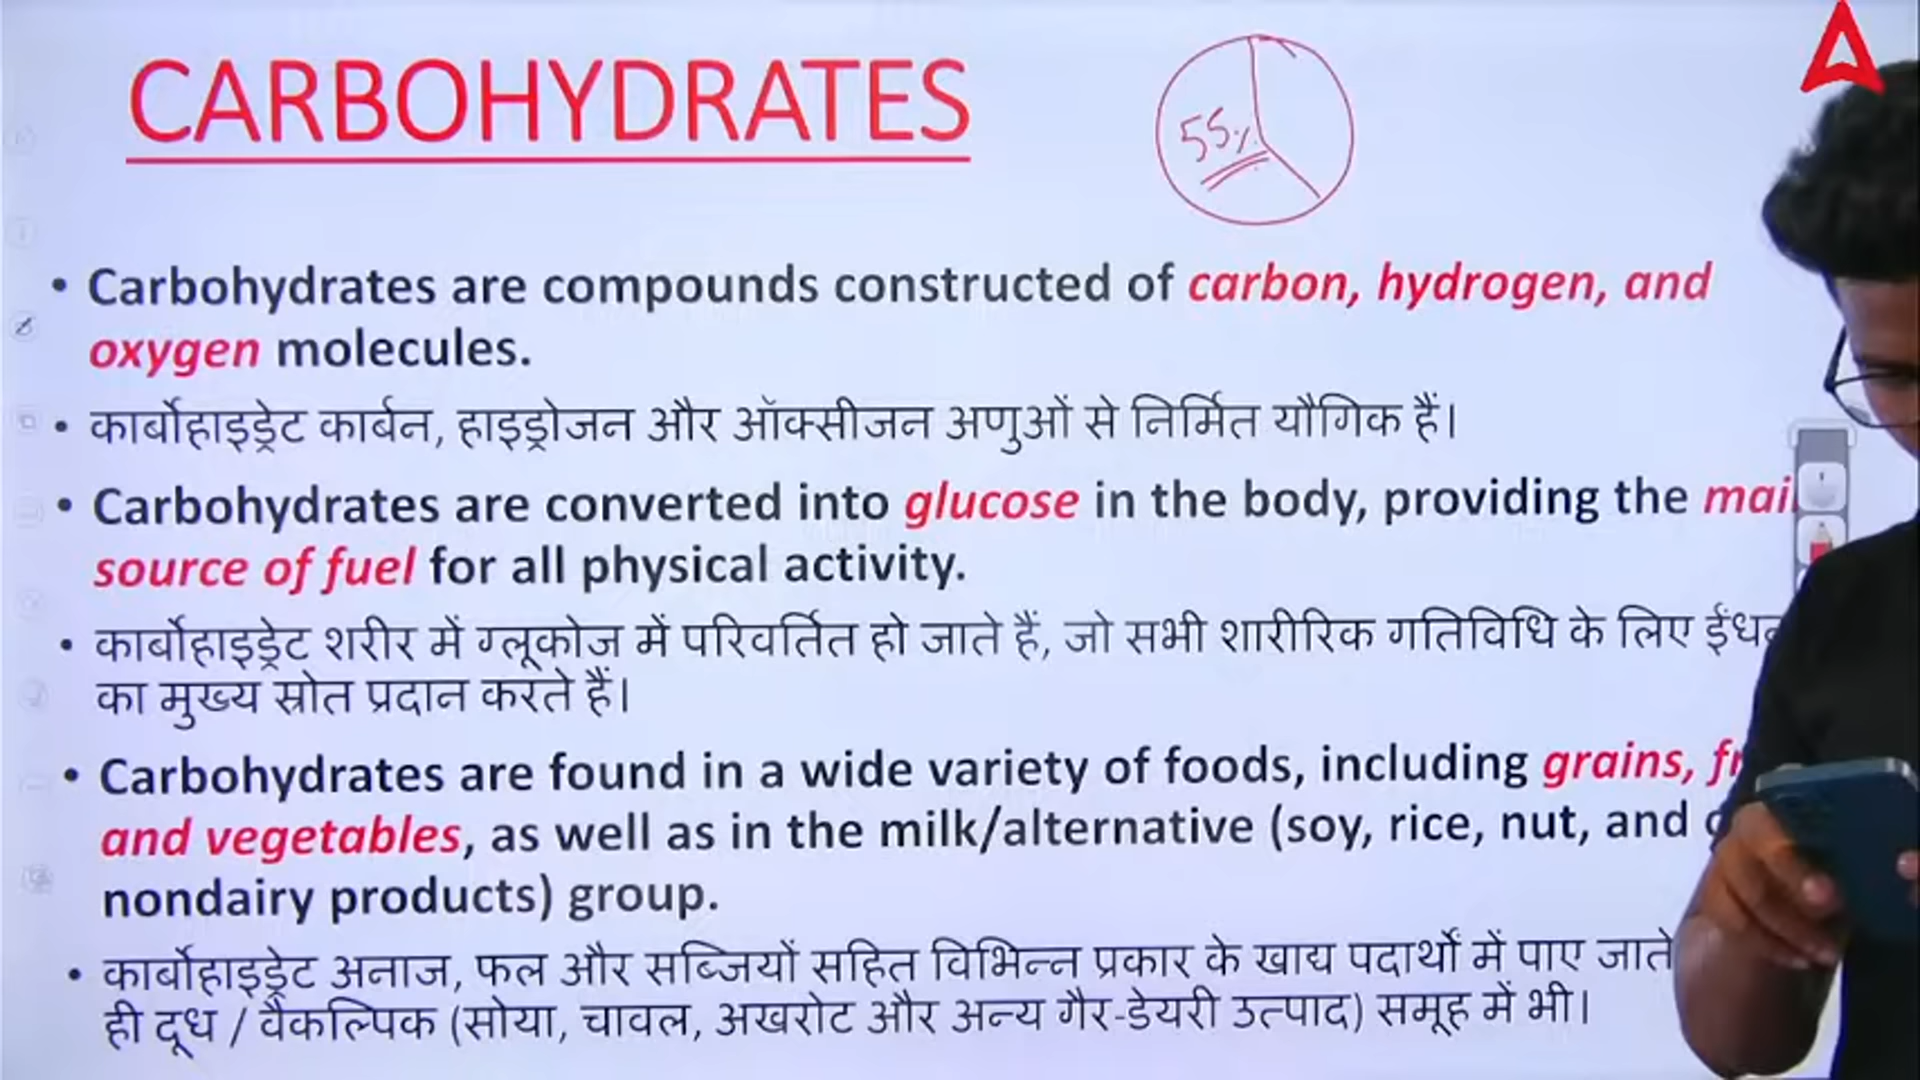 CARBOHYDRATES
55%
• Carbohydrates are compounds constructed of carbon, hydrogen, and
oxygen molecules.
• कार्बोहाइड्रेट कार्बन, हाइड्रोजन और ऑक्सीजन अणुओं से निर्मित यौगिक हैं।
• Carbohydrates are converted into glucose in the body, providing the
source of fuel for all physical activity.
• कार्बोहाइड्रेट शरीर में ग्लूकोज में परिवर्तित हो जाते हैं, जो सभी शारीरिक गतिविधि के लिए
का मुख्य स्रोत प्रदान करते हैं।
• Carbohydrates are found in a wide variety of foods, including grains,
and vegetables, as well as in the milk/alternative (soy, rice, nut, and
nondairy products) group.
• कार्बोहाइड्रेट अनाज, फल और सब्जियों सहित विभिन्न प्रकार के खाद्य पदार्थों में पाए जाते
ही दूध / वैकल्पिक (सोया, चावल, अखरोट और अन्य गैर-डेयरी उत्पाद) समूह में भी।